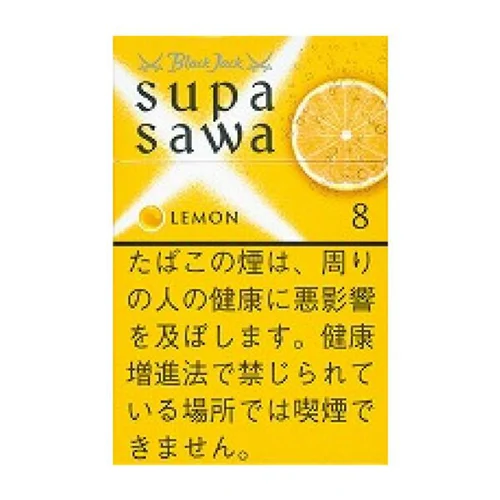 Black Jack
supa
sawa
LEMON
8
たばこの煙は、周り
の人の健康に悪影響
を及ぼします。健康
増進法で禁じられて
いる場所では喫煙で
きません。